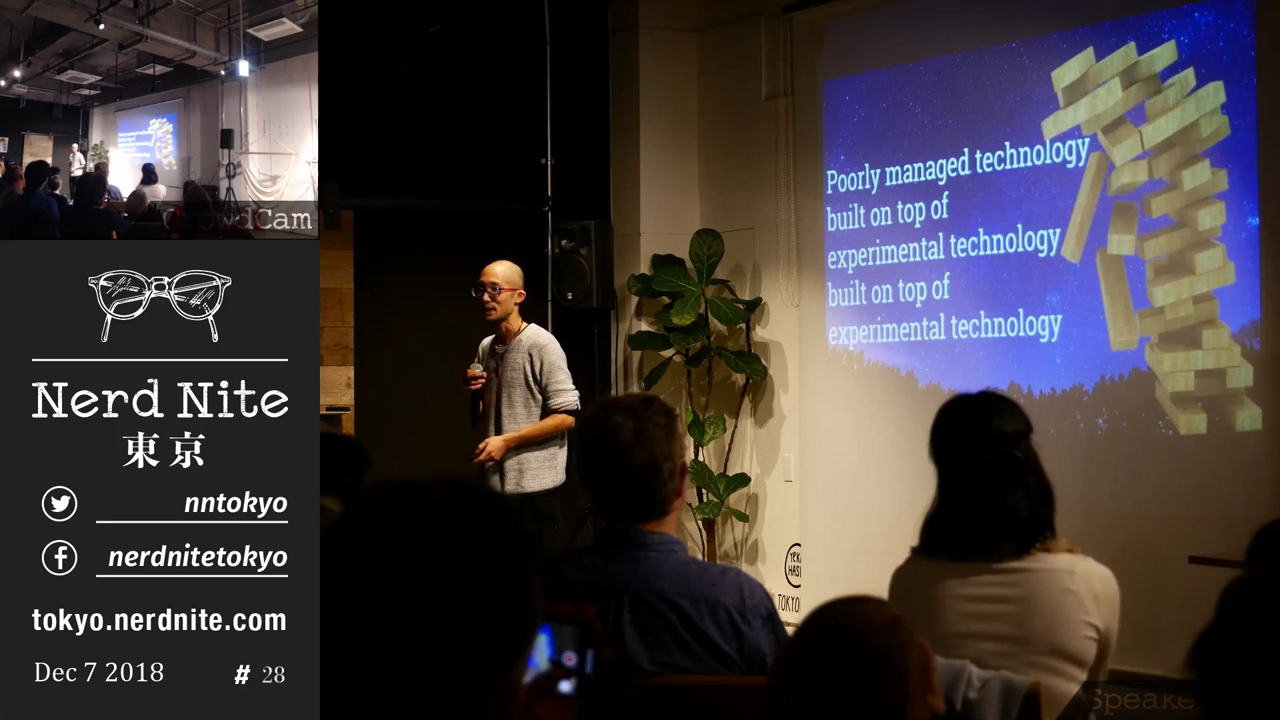 Poorly managed technology
built on top of
experimental technology
built on top of
experimental technology
Nerd Nite
東京
nntokyo
nerdnitetokyo
tokyo.nerdnite.com
Dec 7 2018
# 28
TOKYO